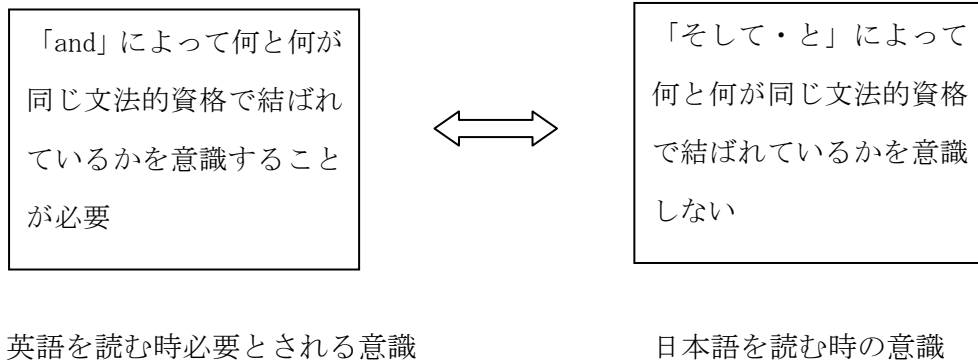 「and」によって何と何が
同じ文法的資格で結ばれ
ているかを意識すること
が必要
「そして・と」によって
何と何が同じ文法的資格
で結ばれているかを意識
しない
英語を読む時必要とされる意識
日本語を読む時の意識